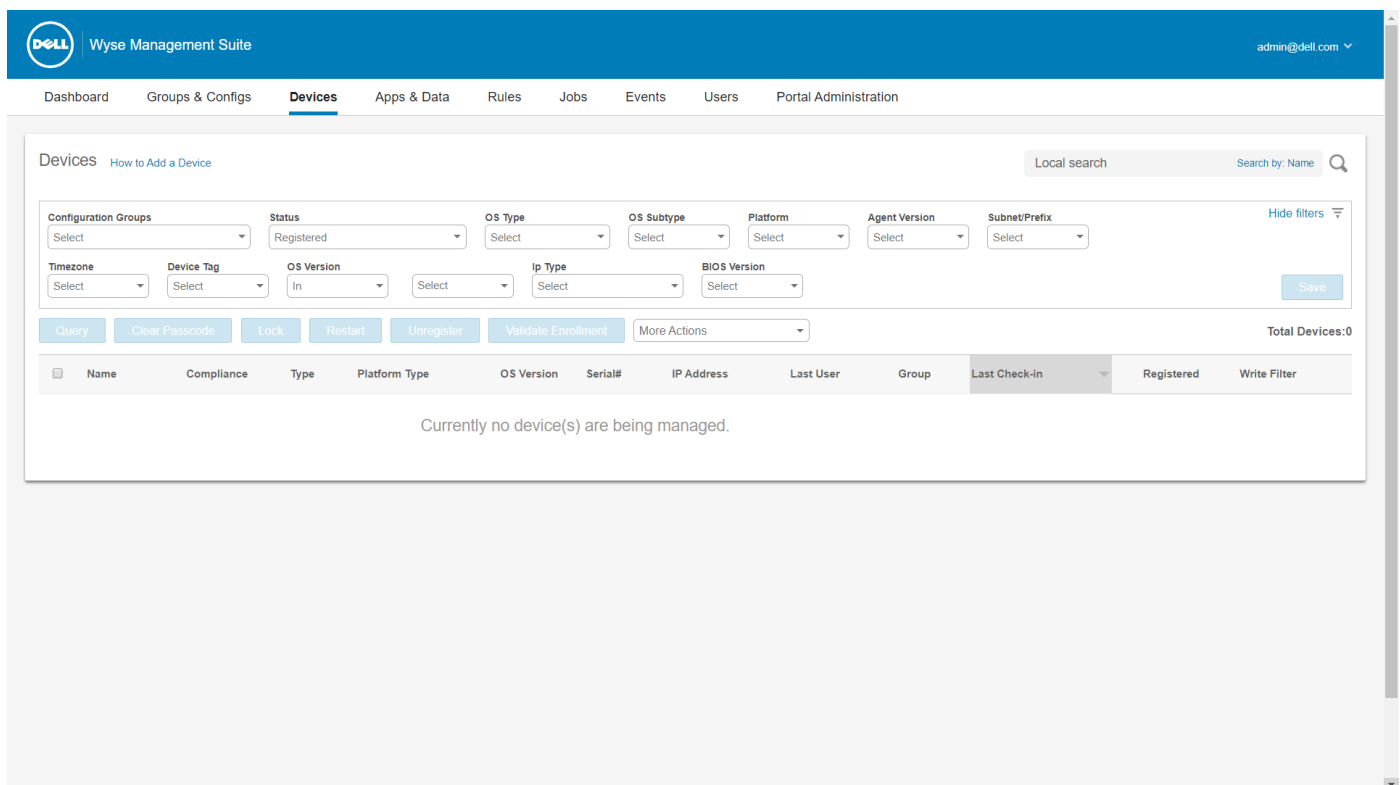 DELL Wyse Management Suite admin@dell.com
Dashboard Groups & Configs Devices Apps & Data Rules Jobs Events Users Portal Administration
Devices How to Add a Device Local search Search by: Name
Configuration Groups Status OS Type OS Subtype Platform Agent Version Subnet/Prefix Hide filters
Select Registered Select Select Select Select Select
Timezone Device Tag OS Version Ip Type BIOS Version
Select Select In Select Select Select Save
Query Clear Passcode Lock Restart Unregister Validate Enrollment More Actions Total Devices:0
Name Compliance Type Platform Type OS Version Serial# IP Address Last User Group Last Check-in Registered Write Filter
Currently no device(s) are being managed.